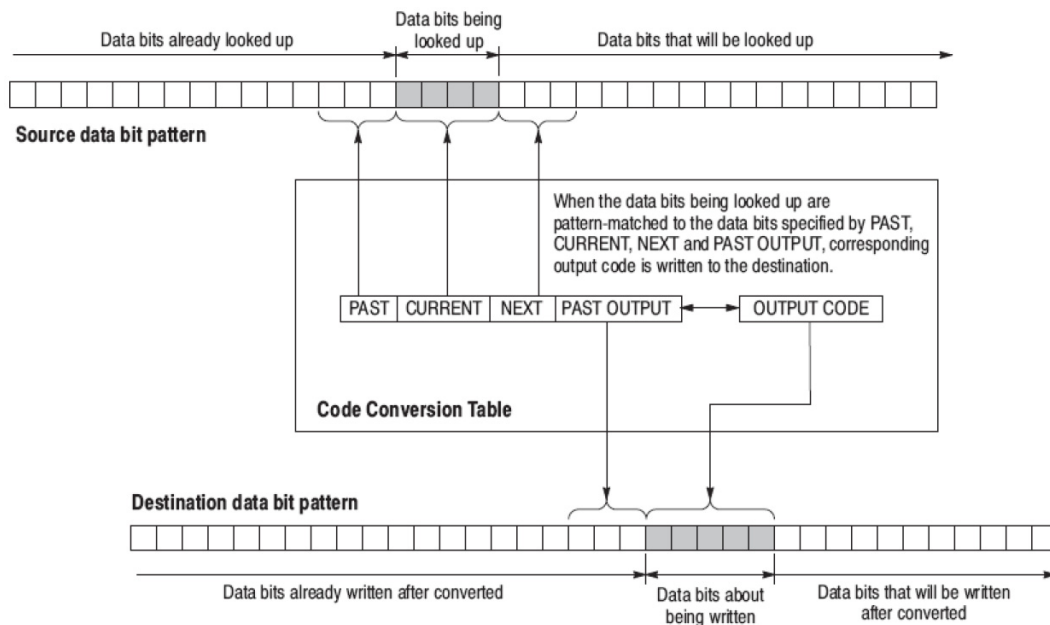 Data bits already looked up
Data bits being
looked up
Data bits that will be looked up
Source data bit pattern
When the data bits being looked up are
pattern-matched to the data bits specified by PAST,
CURRENT, NEXT and PAST OUTPUT, corresponding
output code is written to the destination.
PAST CURRENT NEXT PAST OUTPUT OUTPUT CODE
Code Conversion Table
Destination data bit pattern
Data bits already written after converted
Data bits about
being written
Data bits that will be written
after converted